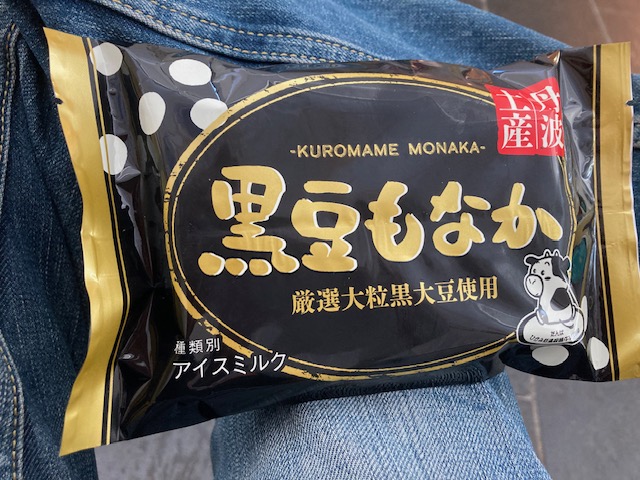 丹波
土産
-KUROMAME MONAKA-
黒豆もなか
厳選大粒黒大豆使用
種類別
アイスミルク